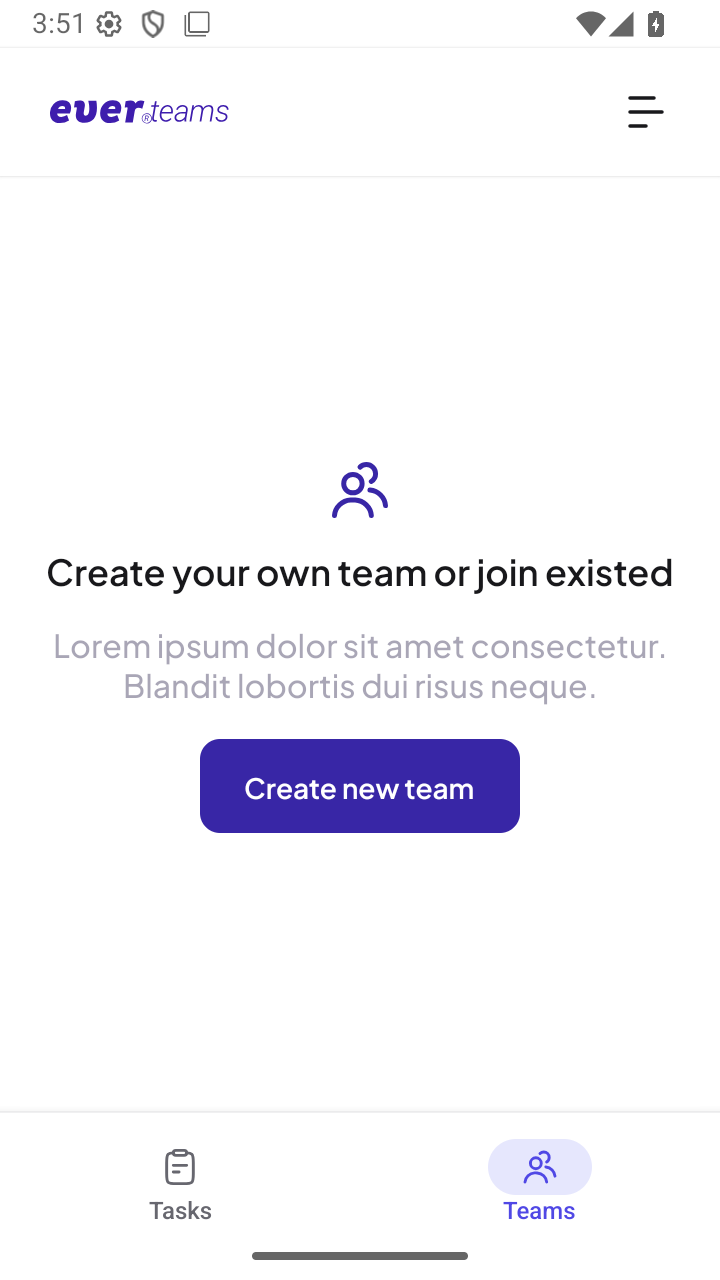 3:51
ever®teams
Create your own team or join existed
Lorem ipsum dolor sit amet consectetur.
Blandit lobortis dui risus neque.
Create new team
Tasks
Teams